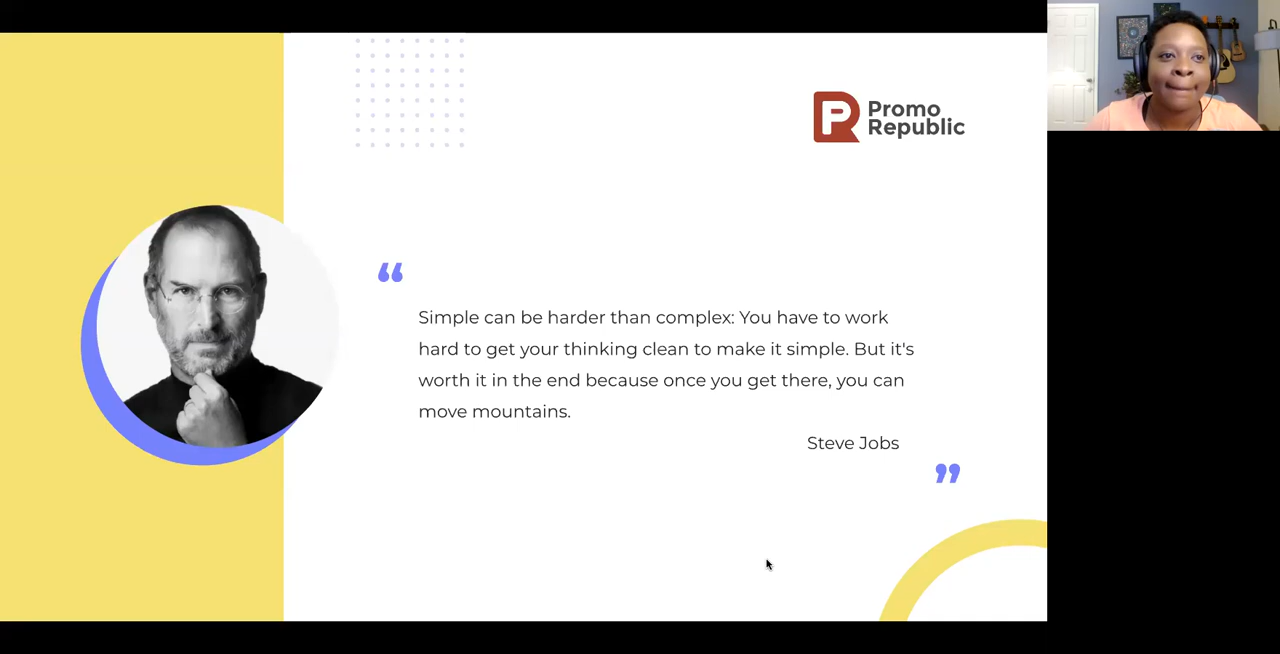 Promo
Republic
“
Simple can be harder than complex: You have to work
hard to get your thinking clean to make it simple. But it's
worth it in the end because once you get there, you can
move mountains.
Steve Jobs
”